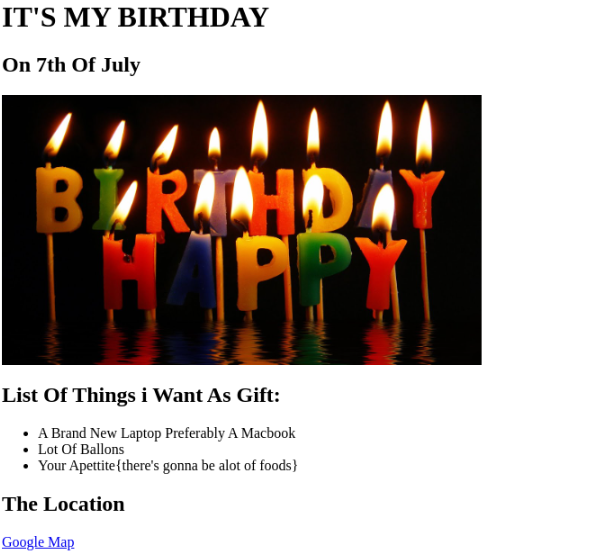 IT'S MY BIRTHDAY
On 7th Of July
BIRTHDAY
HAPPY
List Of Things i Want As Gift:
A Brand New Laptop Preferably A Macbook
Lot Of Ballons
Your Apettite{there's gonna be alot of foods}
The Location
Google Map